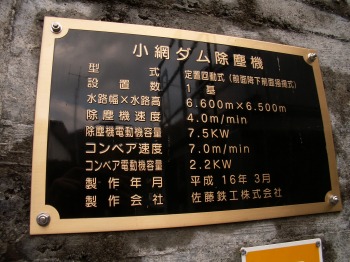 小網ダム除塵機
型式 定置回動式(前面降下前面掻揚式)
設置数 1基
水路幅×水路高 6.600m×6.500m
除塵機速度 4.0m/min
除塵機電動機容量 7.5KW
コンベア速度 7.0m/min
コンベア電動機容量 2.2KW
製作年月 平成 16年 3月
製作会社 佐藤鉄工株式会社